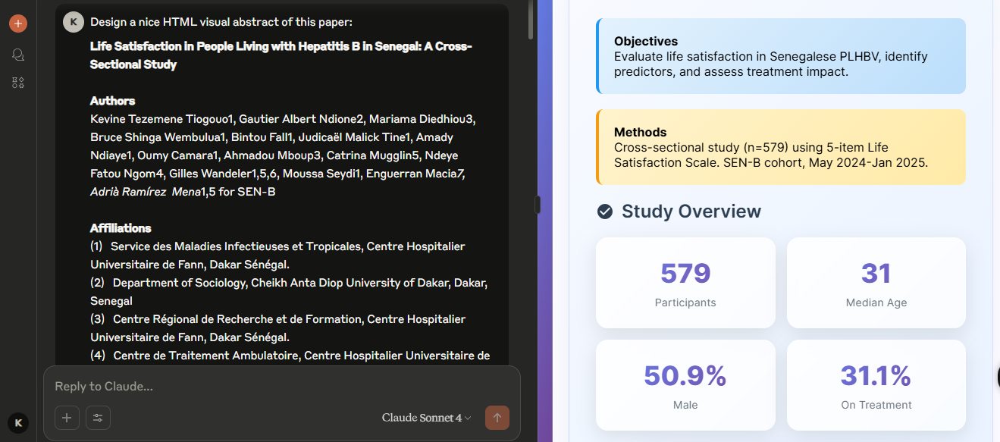 K
Design a nice HTML visual abstract of this paper:
Life Satisfaction in People Living with Hepatitis B in Senegal: A Cross-
Sectional Study
Authors
Kevine Tezemene Tiogouo1, Gautier Albert Ndione2, Mariama Diedhiou3,
Bruce Shinga Wembulua1, Bintou Fall1, Judicaël Malick Tine1, Amady
Ndiaye1, Oumy Camara1, Ahmadou Mboup3, Catrina Mugglin5, Ndeye
Fatou Ngom4, Gilles Wandeler1,5,6, Moussa Seydi1, Enguerran Macia7,
Adrià Ramírez Mena1,5 for SEN-B
Affiliations
(1) Service des Maladies Infectieuses et Tropicales, Centre Hospitalier
Universitaire de Fann, Dakar Sénégal.
(2) Department of Sociology, Cheikh Anta Diop University of Dakar, Dakar,
Senegal
(3) Centre Régional de Recherche et de Formation, Centre Hospitalier
Universitaire de Fann, Dakar Sénégal.
(4) Centre de Traitement Ambulatoire, Centre Hospitalier Universitaire de
Reply to Claude...
Claude Sonnet 4
K
Objectives
Evaluate life satisfaction in Senegalese PLHBV, identify
predictors, and assess treatment impact.
Methods
Cross-sectional study (n=579) using 5-item Life
Satisfaction Scale. SEN-B cohort, May 2024-Jan 2025.
Study Overview
579
Participants
31
Median Age
50.9%
Male
31.1%
On Treatment